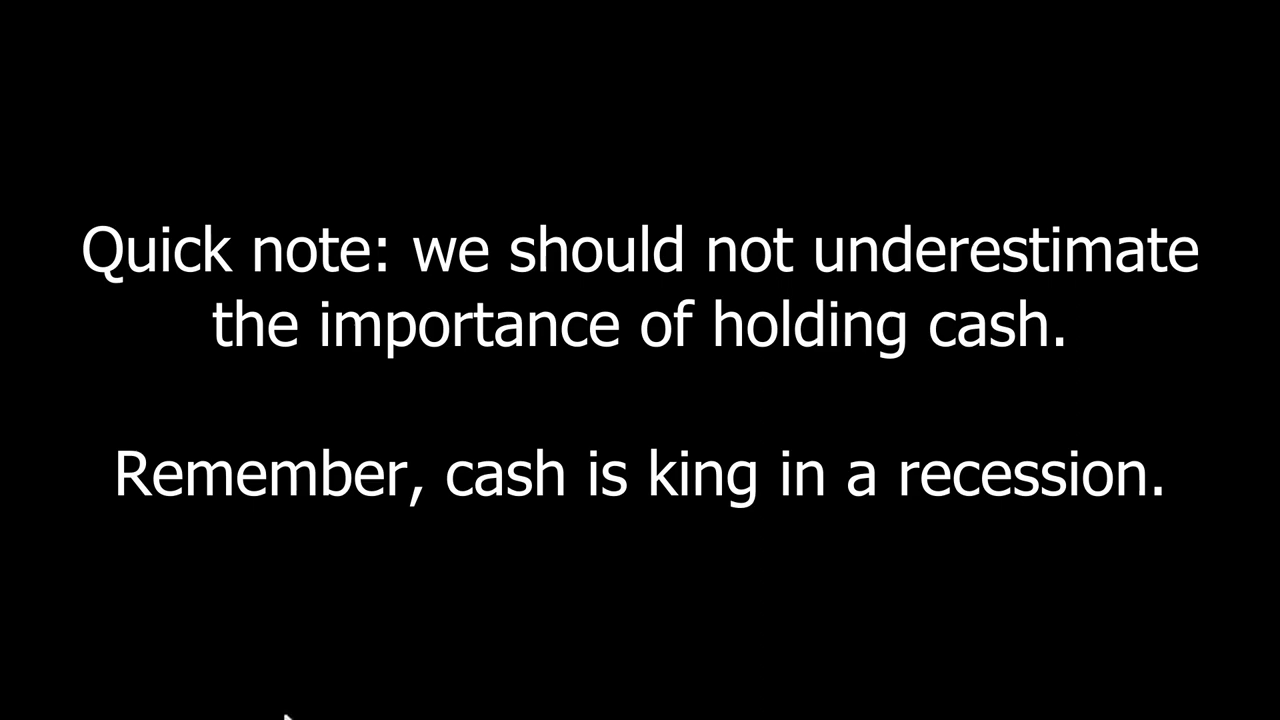 Quick note: we should not underestimate
the importance of holding cash.
Remember, cash is king in a recession.